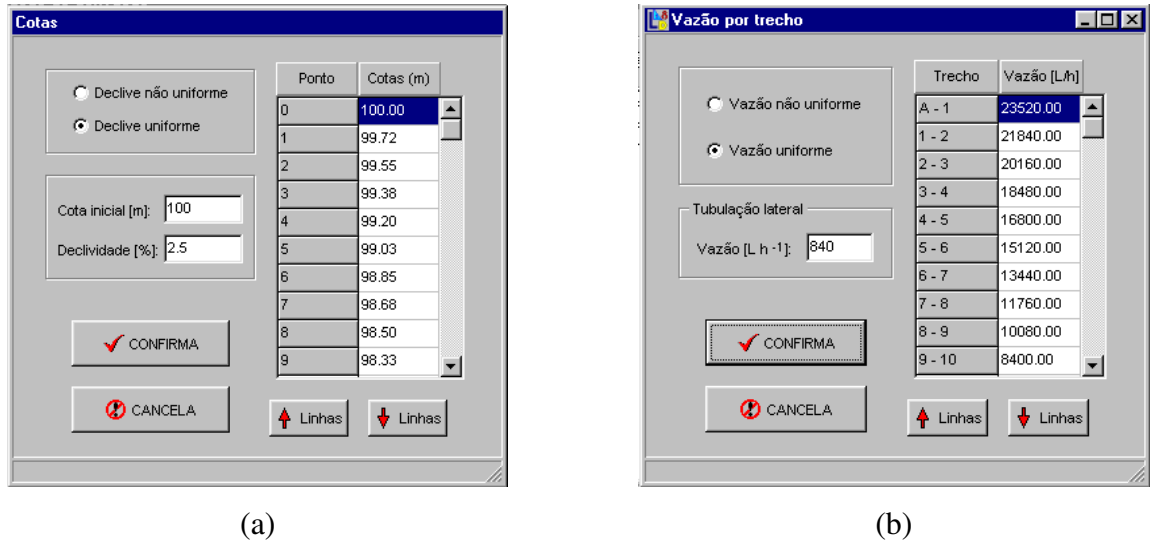 Cotas
Declive não uniforme
Declive uniforme
Cota inicial [m]: 100
Declividade [%]: 2.5
CONFIRMA
CANCELA
Ponto Cotas (m)
0 100.00
1 99.72
2 99.55
3 99.38
4 99.20
5 99.03
6 98.85
7 98.68
8 98.50
9 98.33
Linhas Linhas
(a)
Vazão por trecho
Vazão não uniforme
Vazão uniforme
Tubulação lateral
Vazão [L h -1]: 840
CONFIRMA
CANCELA
Trecho Vazão [L/h]
A - 1 23520.00
1 - 2 21840.00
2 - 3 20160.00
3 - 4 18480.00
4 - 5 16800.00
5 - 6 15120.00
6 - 7 13440.00
7 - 8 11760.00
8 - 9 10080.00
9 - 10 8400.00
Linhas Linhas
(b)